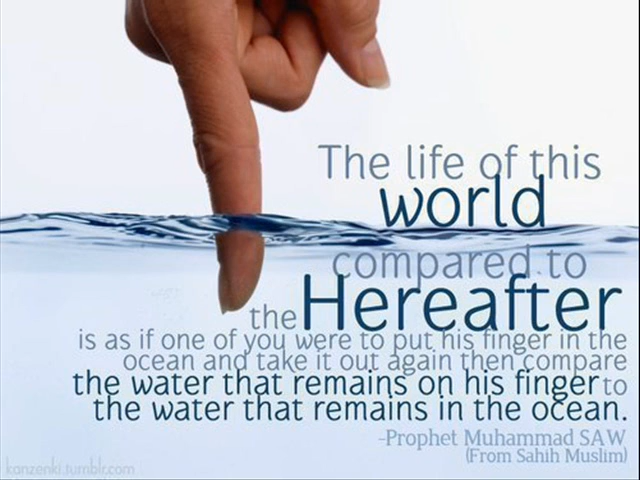 The life of this
world
compared to
the Hereafter
is as if one of you were to put his finger in the
ocean and take it out again then compare
the water that remains on his finger to
the water that remains in the ocean.
-Prophet Muhammad SAW
(From Sahih Muslim)
kanzenki.tumblr.com